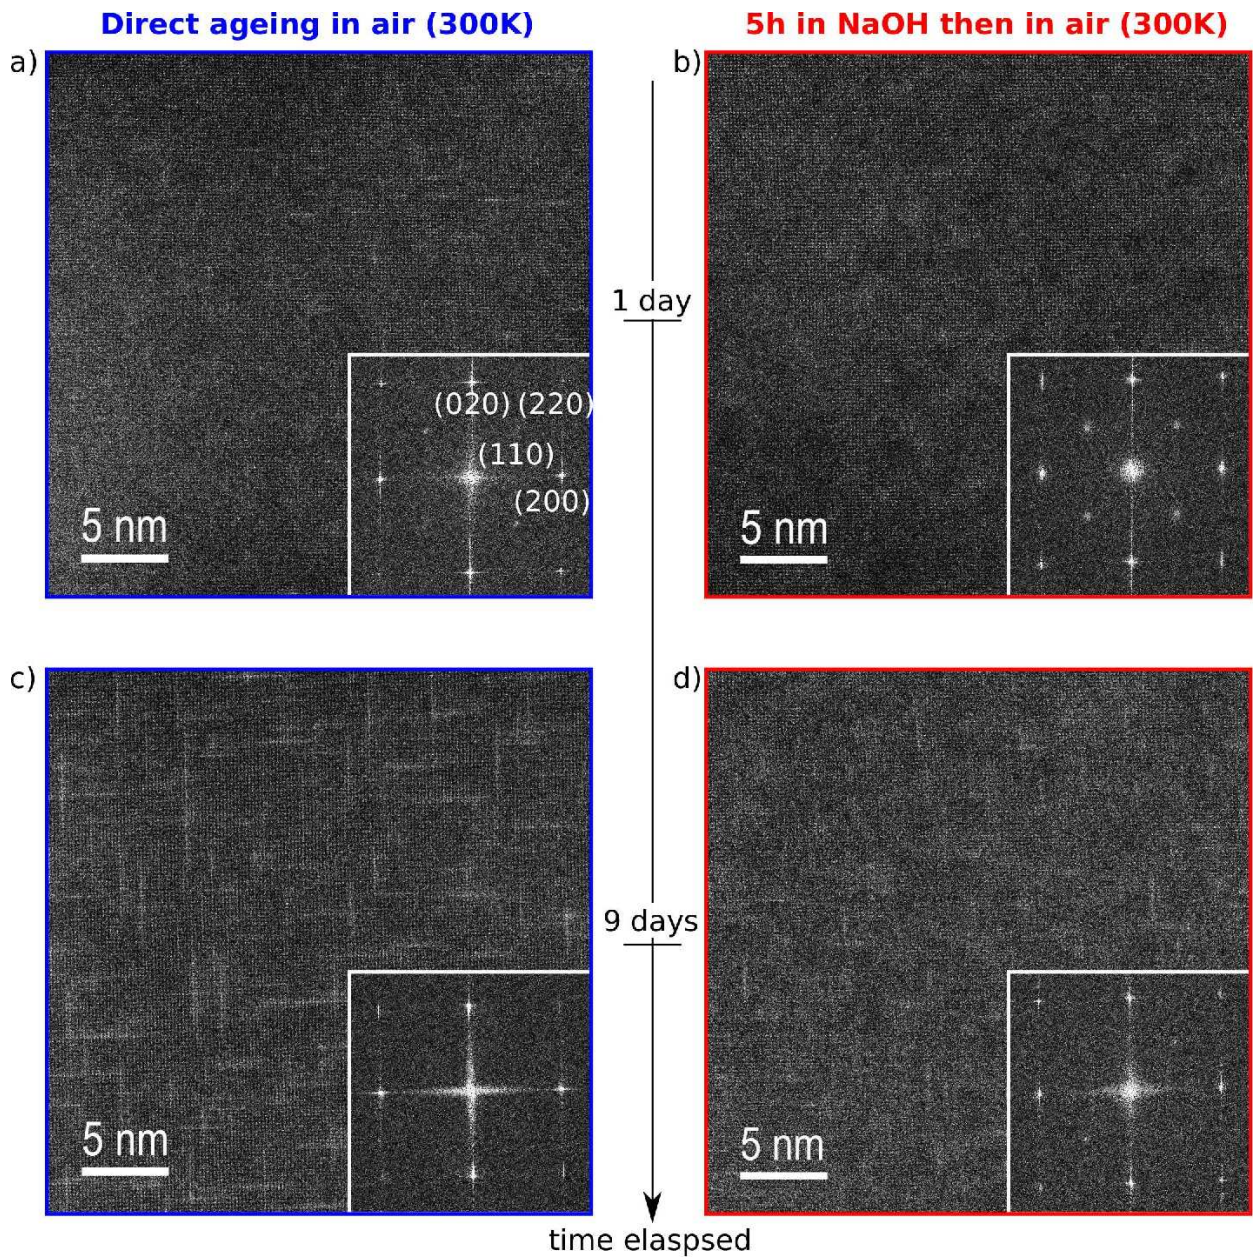 Direct ageing in air (300K)
5h in NaOH then in air (300K)
a)
b)
1 day
(020) (220)
(110)
(200)
5 nm
5 nm
c)
d)
9 days
5 nm
5 nm
time elaspsed